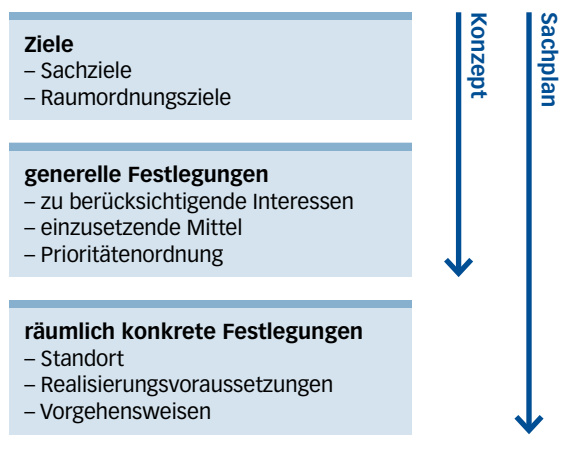 Ziele
– Sachziele
– Raumordnungsziele
generelle Festlegungen
– zu berücksichtigende Interessen
– einzusetzende Mittel
– Prioritätenordnung
räumlich konkrete Festlegungen
– Standort
– Realisierungsvoraussetzungen
– Vorgehensweisen
Konzept
Sachplan